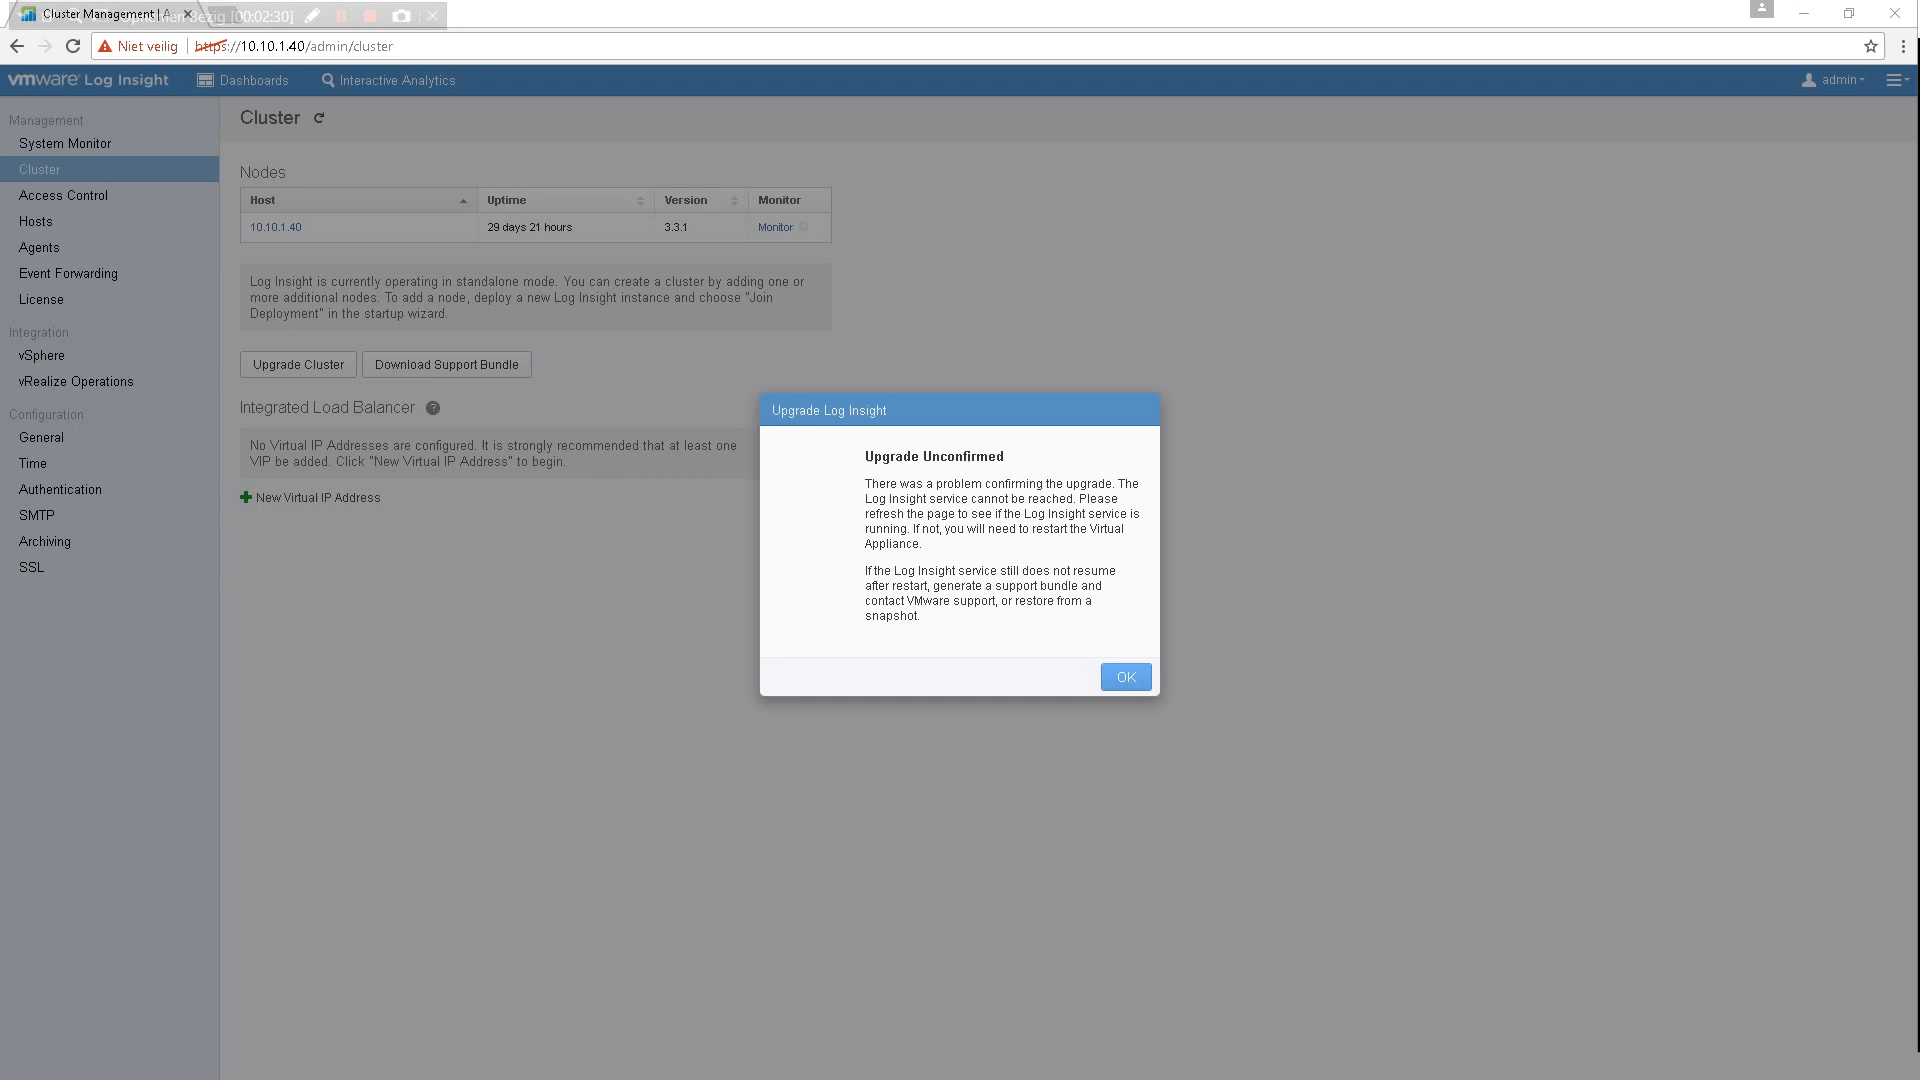 Cluster Management | A
Opnemen Bezig [00:02:30]
Niet veilig
https://10.10.1.40/admin/cluster
vmware Log Insight
Dashboards
Interactive Analytics
admin
Management
System Monitor
Cluster
Access Control
Hosts
Agents
Event Forwarding
License
Integration
vSphere
vRealize Operations
Configuration
General
Time
Authentication
SMTP
Archiving
SSL
Cluster
Nodes
Host Uptime Version Monitor
10.10.1.40 29 days 21 hours 3.3.1 Monitor
Log Insight is currently operating in standalone mode. You can create a cluster by adding one or
more additional nodes. To add a node, deploy a new Log Insight instance and choose "Join
Deployment" in the startup wizard.
Upgrade Cluster
Download Support Bundle
Integrated Load Balancer ?
No Virtual IP Addresses are configured. It is strongly recommended that at least one
VIP be added. Click "New Virtual IP Address" to begin.
New Virtual IP Address
Upgrade Log Insight
Upgrade Unconfirmed
There was a problem confirming the upgrade. The
Log Insight service cannot be reached. Please
refresh the page to see if the Log Insight service is
running. If not, you will need to restart the Virtual
Appliance.
If the Log Insight service still does not resume
after restart, generate a support bundle and
contact VMware support, or restore from a
snapshot.
OK